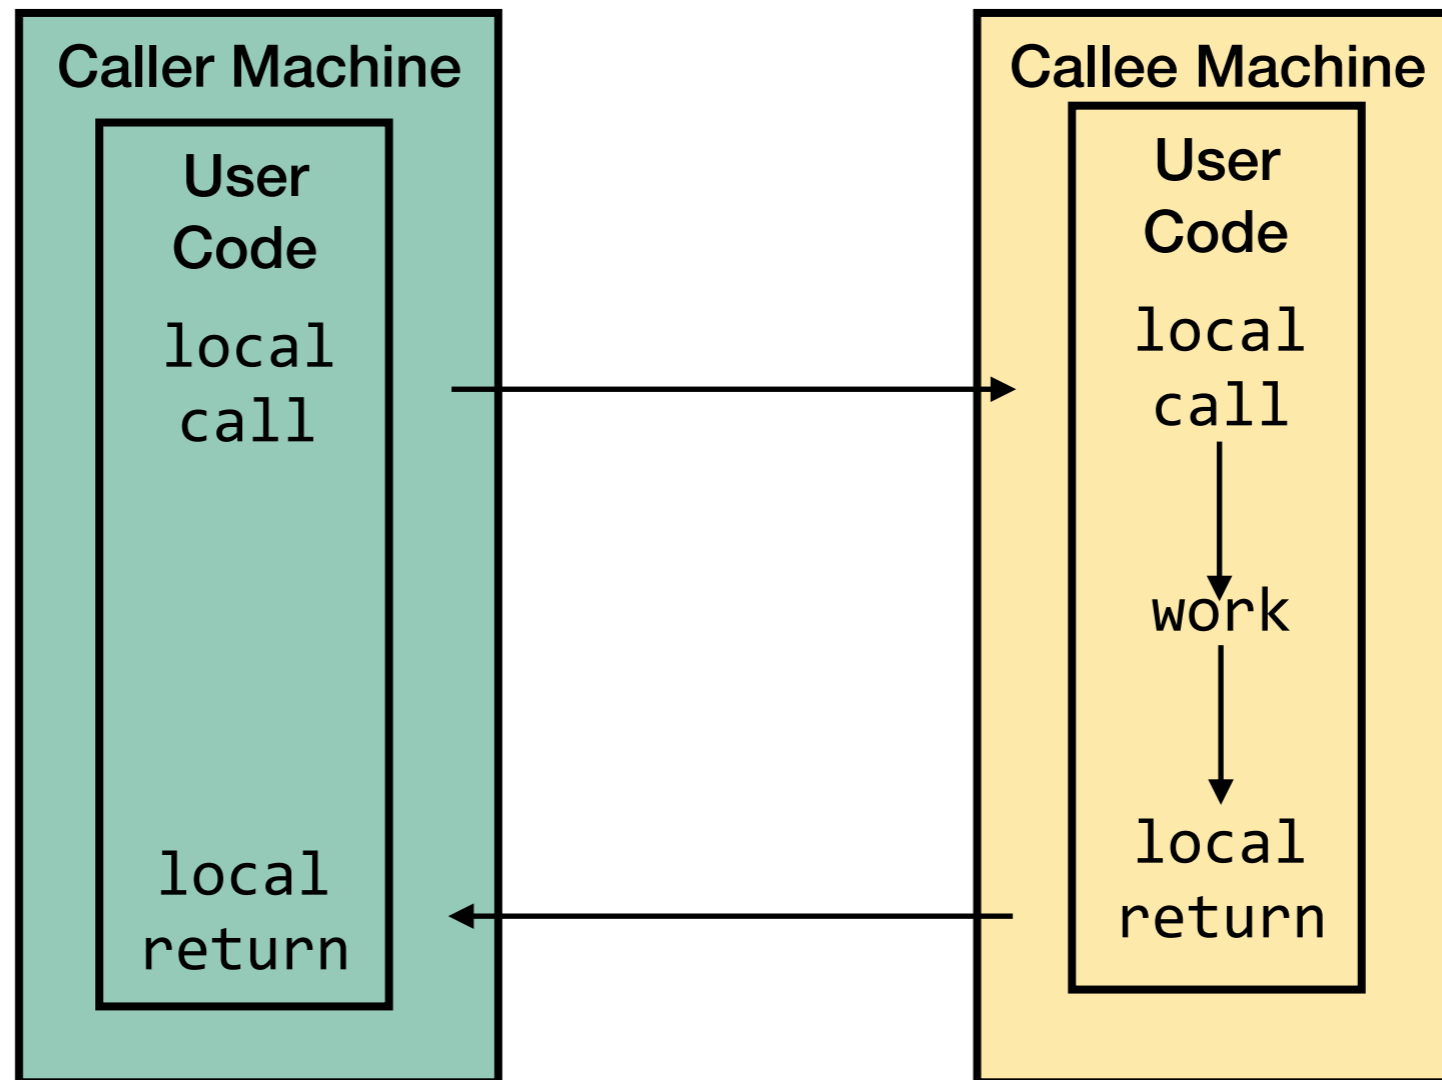 Caller Machine
User
Code
local
call
local
return
Callee Machine
User
Code
local
call
work
local
return